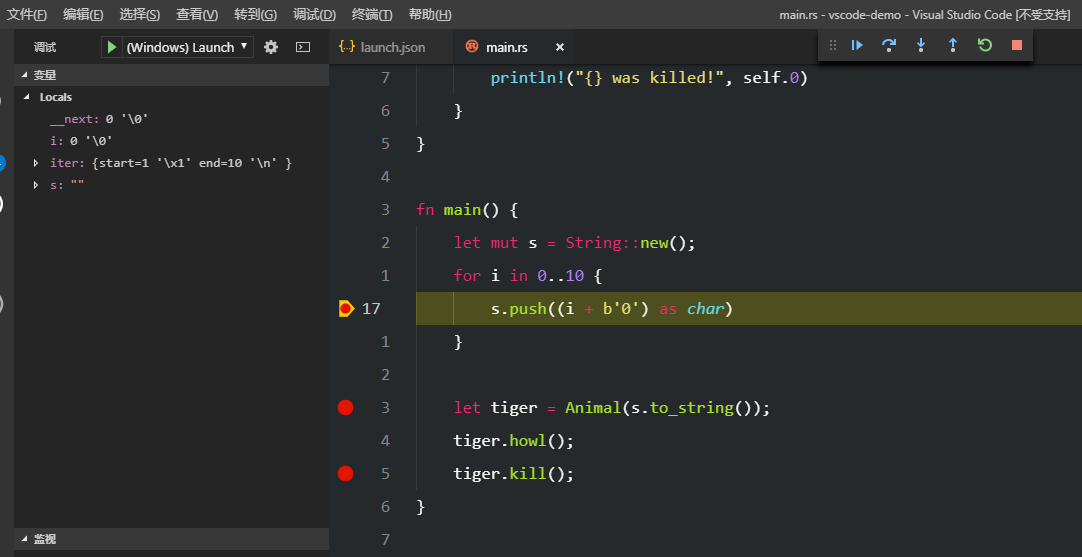 文件(F) 编辑(E) 选择(S) 查看(V) 转到(G) 调试(D) 终端(T) 帮助(H) main.rs - vscode-demo - Visual Studio Code [不受支持]
调试 (Windows) Launch launch.json main.rs
变量
Locals
__next: 0 '\0'
i: 0 '\0'
iter: {start=1 '\x1' end=10 '\n' }
s: ""
监视
7 println!("{} was killed!", self.0)
6 }
5 }
4
3 fn main() {
2 let mut s = String::new();
1 for i in 0..10 {
17 s.push((i + b'0') as char)
1 }
2
3 let tiger = Animal(s.to_string());
4 tiger.howl();
5 tiger.kill();
6 }
7